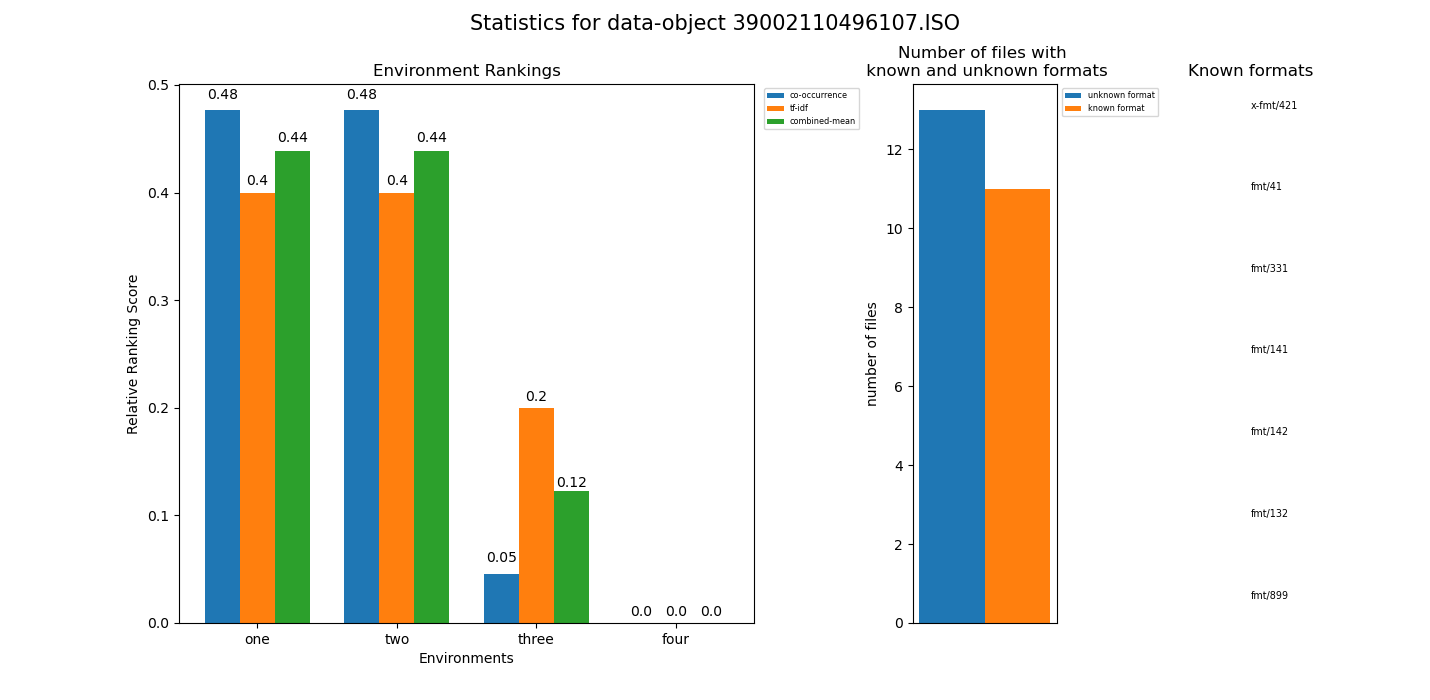 Statistics for data-object 39002110496107.ISO
Environment Rankings
0.5
0.4
0.3
0.2
0.1
0.0
Relative Ranking Score
0.48
0.4
0.44
0.48
0.4
0.44
0.05
0.2
0.12
0.0
0.0
0.0
one
two
three
four
Environments
co-occurrence
tf-idf
combined-mean
Number of files with
known and unknown formats
12
10
8
6
4
2
0
number of files
unknown format
known format
Known formats
x-fmt/421
fmt/41
fmt/331
fmt/141
fmt/142
fmt/132
fmt/899